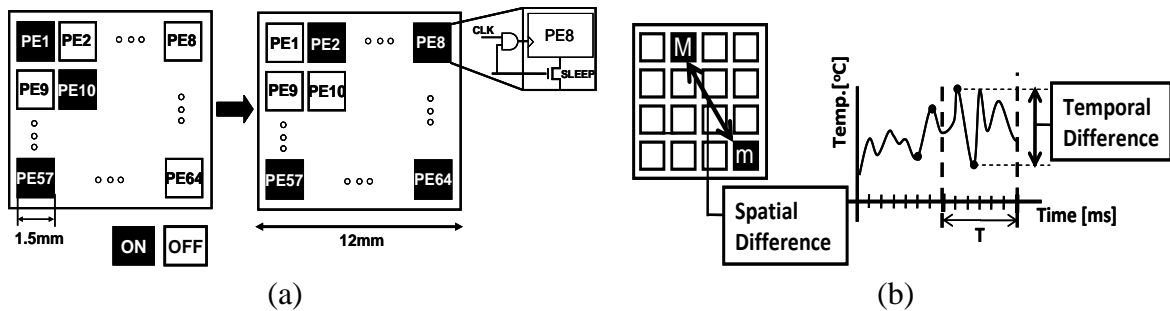 PE1 PE2 PE8
PE9 PE10
PE57 PE64
1.5mm
ON OFF
PE1 PE2 PE8
PE9 PE10
PE57 PE64
12mm
CLK
PE8
SLEEP
(a)
M
m
Spatial
Difference
Temp.[℃]
Temporal
Difference
Time [ms]
T
(b)